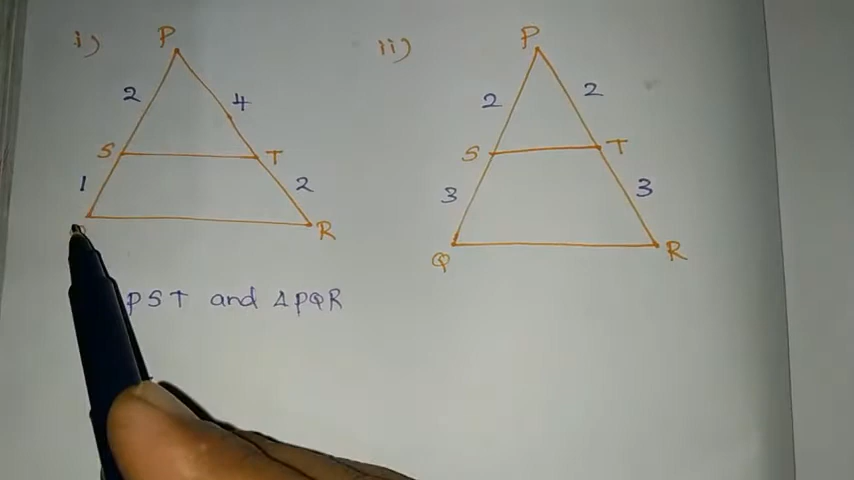 i) P
2 4
S T
1 2
R
PST and ΔPQR
ii) P
2 2
S T
3 3
Q R